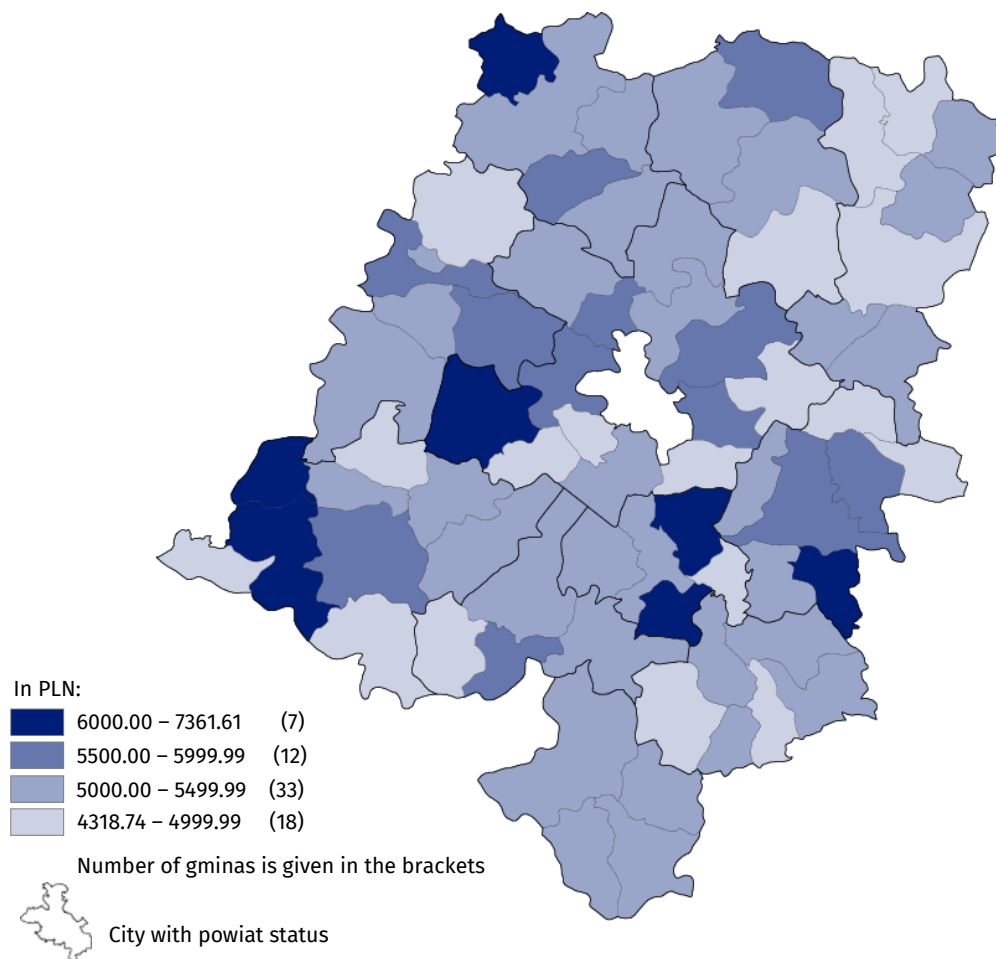 In PLN:
6000.00 – 7361.61 (7)
5500.00 – 5999.99 (12)
5000.00 – 5499.99 (33)
4318.74 – 4999.99 (18)
Number of gminas is given in the brackets
City with powiat status